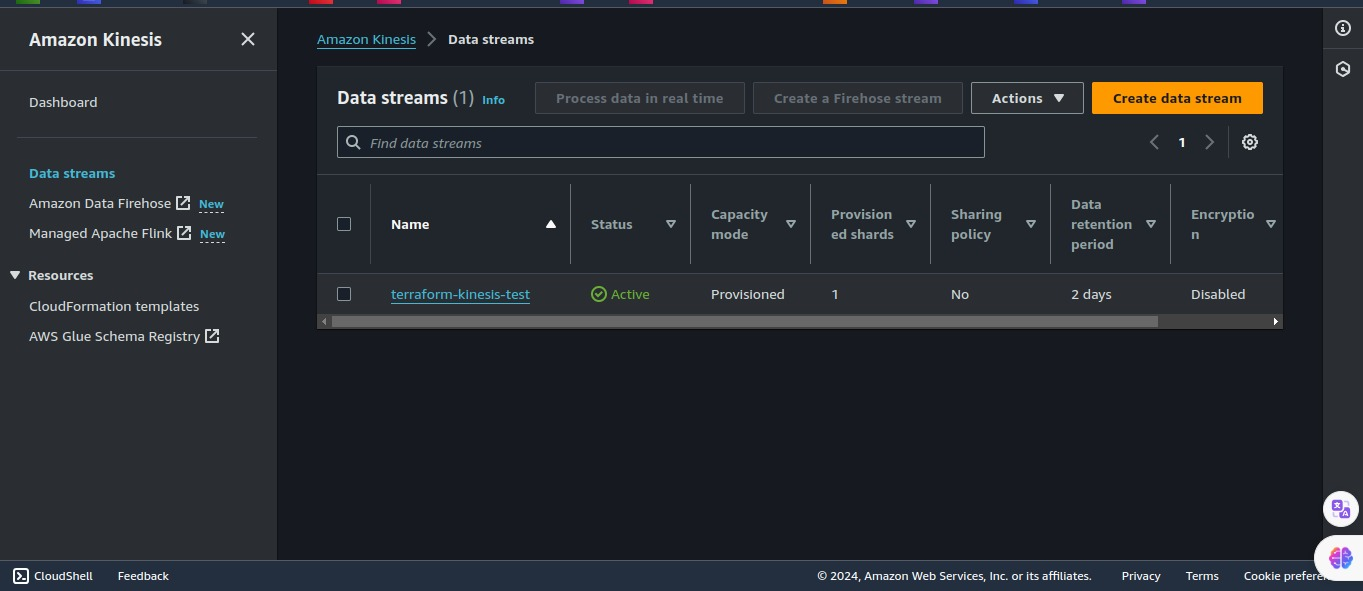 Amazon Kinesis
Dashboard
Data streams
Amazon Data Firehose New
Managed Apache Flink New
Resources
CloudFormation templates
AWS Glue Schema Registry
Amazon Kinesis Data streams
Data streams (1) Info Process data in real time Create a Firehose stream Actions Create data stream
Find data streams 1
Name Status Capacity mode Provisioned shards Sharing policy Data retention period Encryption
terraform-kinesis-test Active Provisioned 1 No 2 days Disabled
CloudShell Feedback © 2024, Amazon Web Services, Inc. or its affiliates. Privacy Terms Cookie